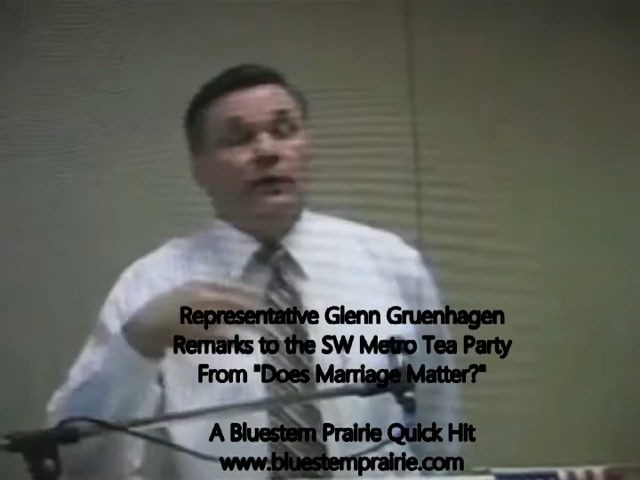 Representative Glenn Gruenhagen
Remarks to the SW Metro Tea Party
From "Does Marriage Matter?"
A Bluestem Prairie Quick Hit
www.bluestemprairie.com